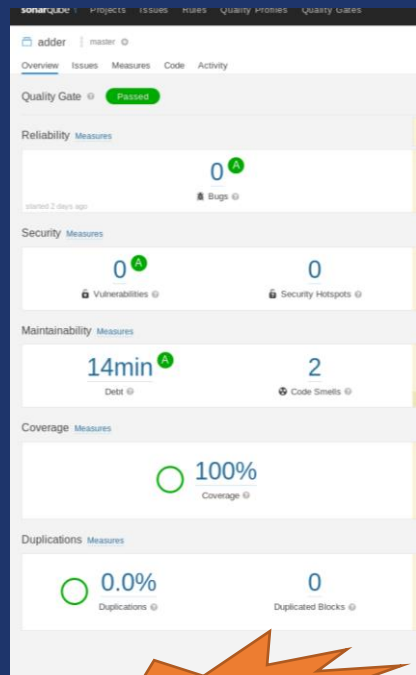 sonarqube Projects Issues Rules Quality Profiles Quality Gates
adder master
Overview Issues Measures Code Activity
Quality Gate Passed
Reliability Measures
0 A
Bugs
started 2 days ago
Security Measures
0 A 0
Vulnerabilities Security Hotspots
Maintainability Measures
14min A 2
Debt Code Smells
Coverage Measures
100%
Coverage
Duplications Measures
0.0% 0
Duplications Duplicated Blocks